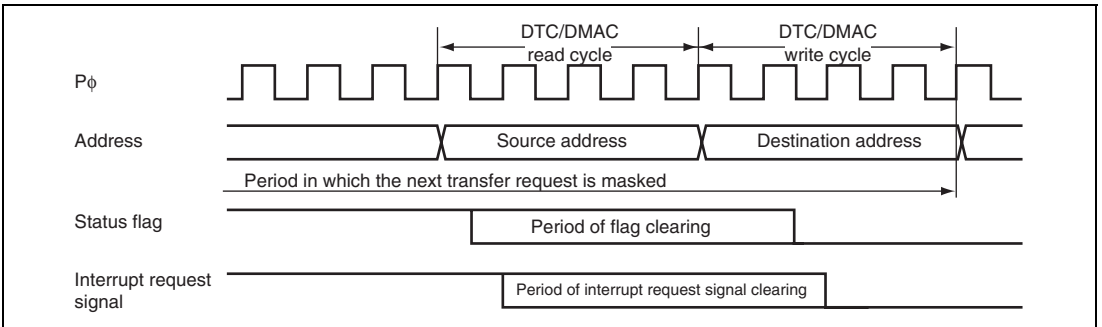 DTC/DMAC
read cycle
DTC/DMAC
write cycle
Pϕ
Address
Source address
Destination address
Period in which the next transfer request is masked
Status flag
Period of flag clearing
Interrupt request
signal
Period of interrupt request signal clearing